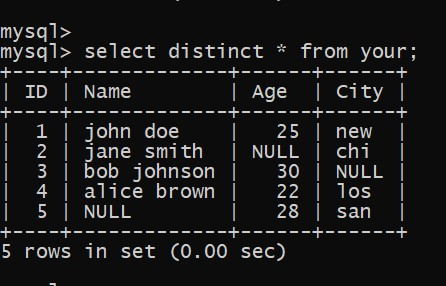 mysql>
mysql> select distinct * from your;
+----+---------------+------+------+
| ID | Name          | Age  | City |
+----+---------------+------+------+
|  1 | john doe      |   25 | new  |
|  2 | jane smith    | NULL | chi  |
|  3 | bob johnson   |   30 | NULL |
|  4 | alice brown   |   22 | los  |
|  5 | NULL          |   28 | san  |
+----+---------------+------+------+
5 rows in set (0.00 sec)